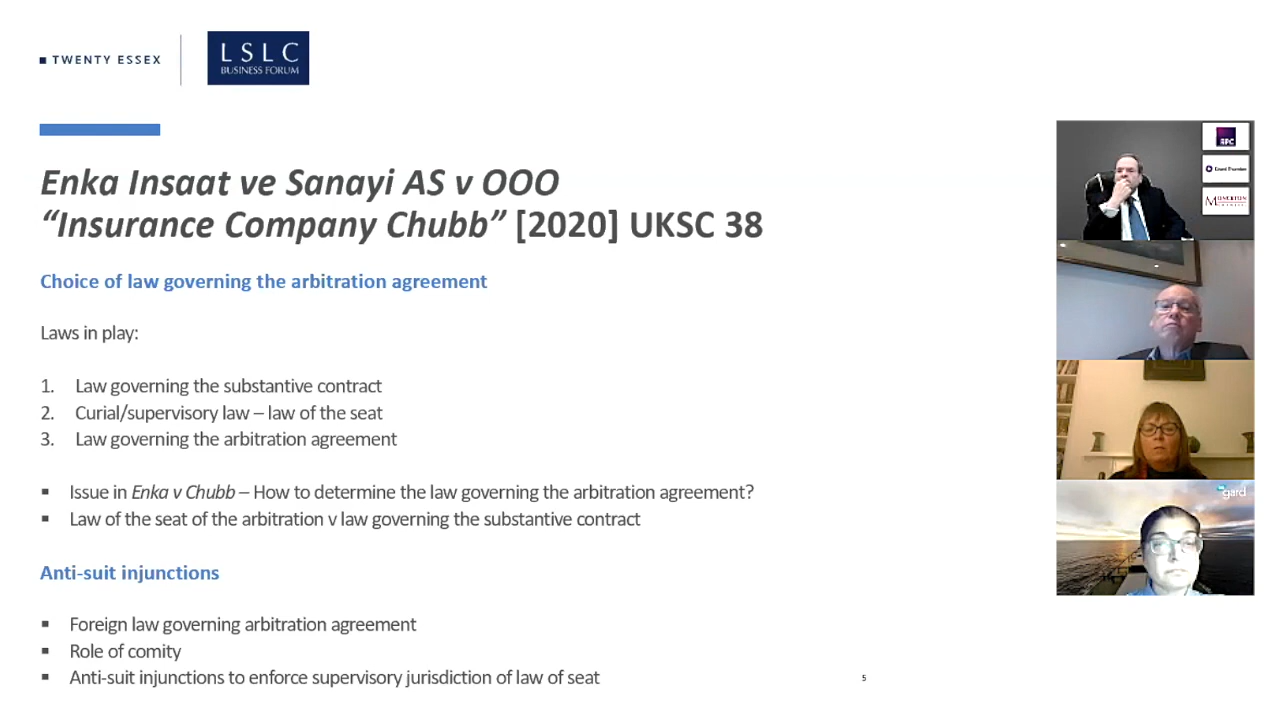 TWENTY ESSEX
LSLC
BUSINESS FORUM
Enka Insaat ve Sanayi AS v OOO
“Insurance Company Chubb” [2020] UKSC 38
Choice of law governing the arbitration agreement
Laws in play:
1. Law governing the substantive contract
2. Curial/supervisory law – law of the seat
3. Law governing the arbitration agreement
▪ Issue in Enka v Chubb – How to determine the law governing the arbitration agreement?
▪ Law of the seat of the arbitration v law governing the substantive contract
Anti-suit injunctions
▪ Foreign law governing arbitration agreement
▪ Role of comity
▪ Anti-suit injunctions to enforce supervisory jurisdiction of law of seat
5
RPC
Grant Thornton
MONCKTON
gard